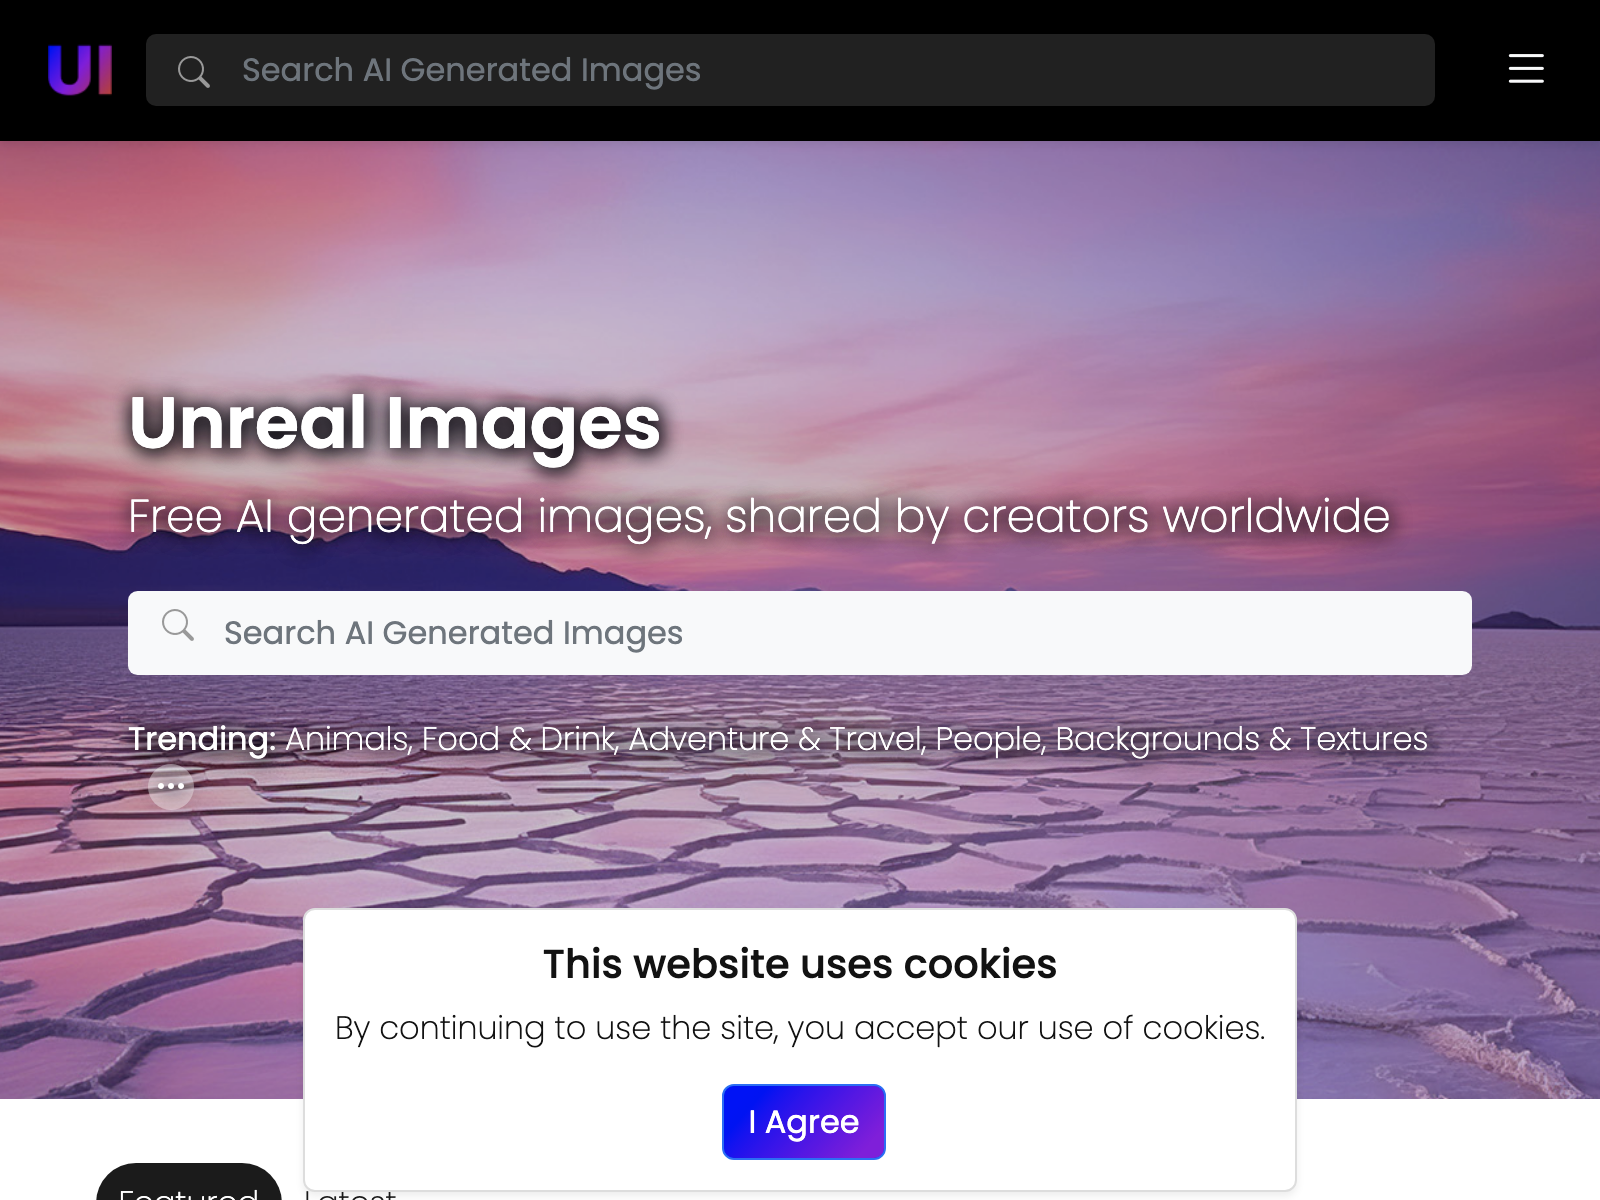 UI
Search AI Generated Images
Unreal Images
Free AI generated images, shared by creators worldwide
Search AI Generated Images
Trending: Animals, Food & Drink, Adventure & Travel, People, Backgrounds & Textures
This website uses cookies
By continuing to use the site, you accept our use of cookies.
I Agree
Featured Latest